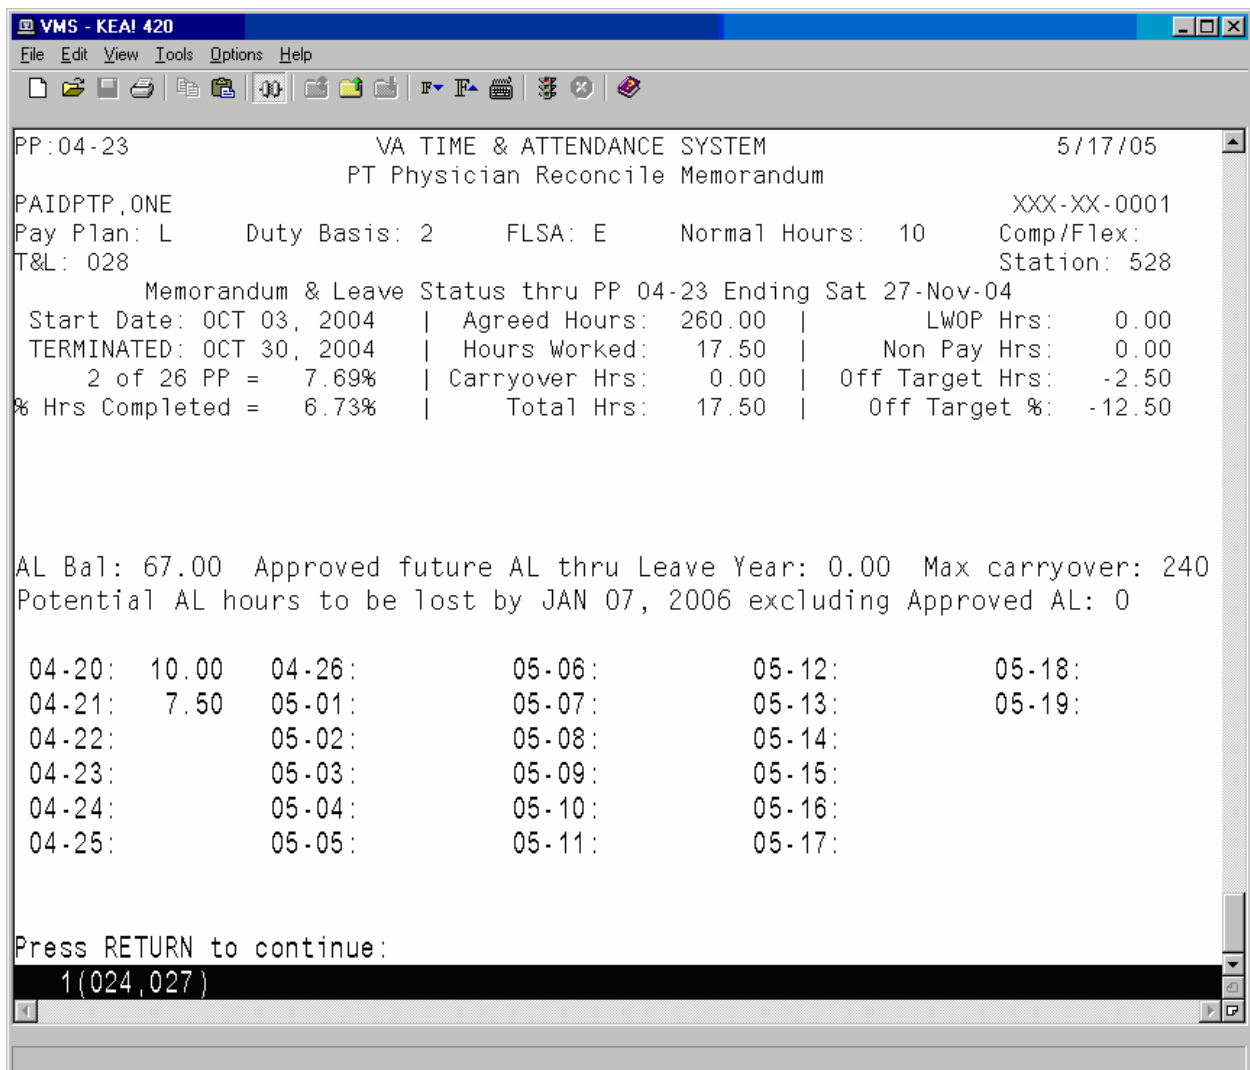 VMS - KEA! 420
File Edit View Tools Options Help
PP:04-23 VA TIME & ATTENDANCE SYSTEM 5/17/05
PT Physician Reconcile Memorandum
PAIDPTP,ONE XXX-XX-0001
Pay Plan: L Duty Basis: 2 FLSA: E Normal Hours: 10 Comp/Flex:
T&L: 028 Station: 528
Memorandum & Leave Status thru PP 04-23 Ending Sat 27-Nov-04
Start Date: OCT 03, 2004 | Agreed Hours: 260.00 | LWOP Hrs: 0.00
TERMINATED: OCT 30, 2004 | Hours Worked: 17.50 | Non Pay Hrs: 0.00
2 of 26 PP = 7.69% | Carryover Hrs: 0.00 | Off Target Hrs: -2.50
% Hrs Completed = 6.73% | Total Hrs: 17.50 | Off Target %: -12.50
AL Bal: 67.00 Approved future AL thru Leave Year: 0.00 Max carryover: 240
Potential AL hours to be lost by JAN 07, 2006 excluding Approved AL: 0
04-20: 10.00 04-26: 05-06: 05-12: 05-18:
04-21: 7.50 05-01: 05-07: 05-13: 05-19:
04-22: 05-02: 05-08: 05-14:
04-23: 05-03: 05-09: 05-15:
04-24: 05-04: 05-10: 05-16:
04-25: 05-05: 05-11: 05-17:
Press RETURN to continue:
1(024,027)